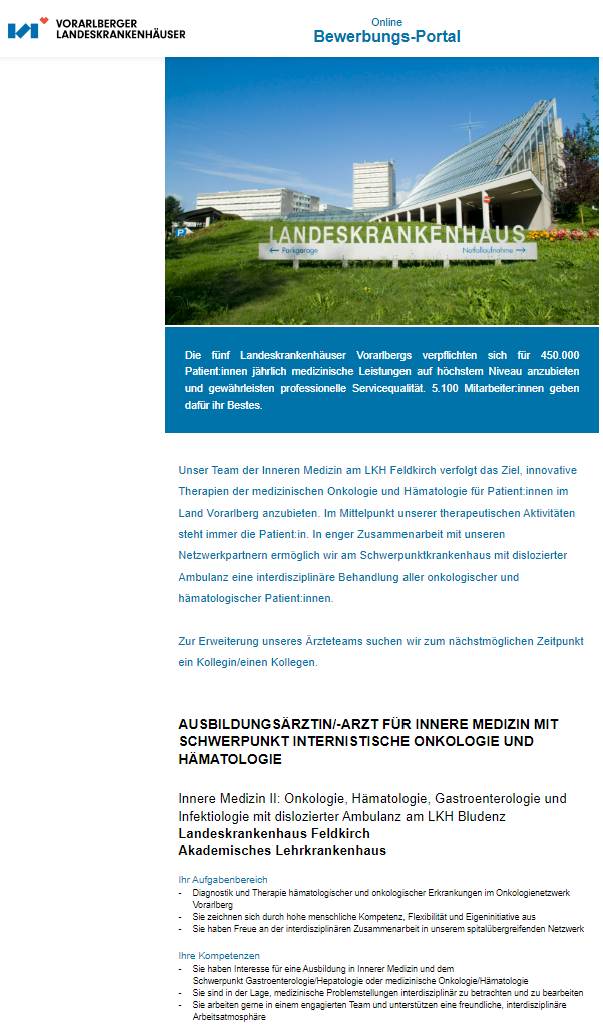 VORARLBERGER
LANDESKRANKENHÄUSER
Online
Bewerbungs-Portal
P
LANDESKRANKENHAUS
← Parkgarage
Notfallaufnahme →
Die fünf Landeskrankenhäuser Vorarlbergs verpflichten sich für 450.000
Patient:innen jährlich medizinische Leistungen auf höchstem Niveau anzubieten
und gewährleisten professionelle Servicequalität. 5.100 Mitarbeiter:innen geben
dafür ihr Bestes.
Unser Team der Inneren Medizin am LKH Feldkirch verfolgt das Ziel, innovative
Therapien der medizinischen Onkologie und Hämatologie für Patient:innen im
Land Vorarlberg anzubieten. Im Mittelpunkt unserer therapeutischen Aktivitäten
steht immer die Patient:in. In enger Zusammenarbeit mit unseren
Netzwerkpartnern ermöglich wir am Schwerpunktkrankenhaus mit dislozierter
Ambulanz eine interdisziplinäre Behandlung aller onkologischer und
hämatologischer Patient:innen.
Zur Erweiterung unseres Ärzteteams suchen wir zum nächstmöglichen Zeitpunkt
ein Kollegin/einen Kollegen.
AUSBILDUNGSÄRZTIN/-ARZT FÜR INNERE MEDIZIN MIT
SCHWERPUNKT INTERNISTISCHE ONKOLOGIE UND
HÄMATOLOGIE
Innere Medizin II: Onkologie, Hämatologie, Gastroenterologie und
Infektiologie mit dislozierter Ambulanz am LKH Bludenz
Landeskrankenhaus Feldkirch
Akademisches Lehrkrankenhaus
Ihr Aufgabenbereich
- Diagnostik und Therapie hämatologischer und onkologischer Erkrankungen im Onkologienetzwerk
Vorarlberg
- Sie zeichnen sich durch hohe menschliche Kompetenz, Flexibilität und Eigeninitiative aus
- Sie haben Freue an der interdisziplinären Zusammenarbeit in unserem spitalübergreifenden Netzwerk
Ihre Kompetenzen
- Sie haben Interesse für eine Ausbildung in Innerer Medizin und dem
Schwerpunkt Gastroenterologie/Hepatologie oder medizinische Onkologie/Hämatologie
- Sie sind in der Lage, medizinische Problemstellungen interdisziplinär zu betrachten und zu bearbeiten
- Sie arbeiten gerne in einem engagierten Team und unterstützen eine freundliche, interdisziplinäre
Arbeitsatmosphäre